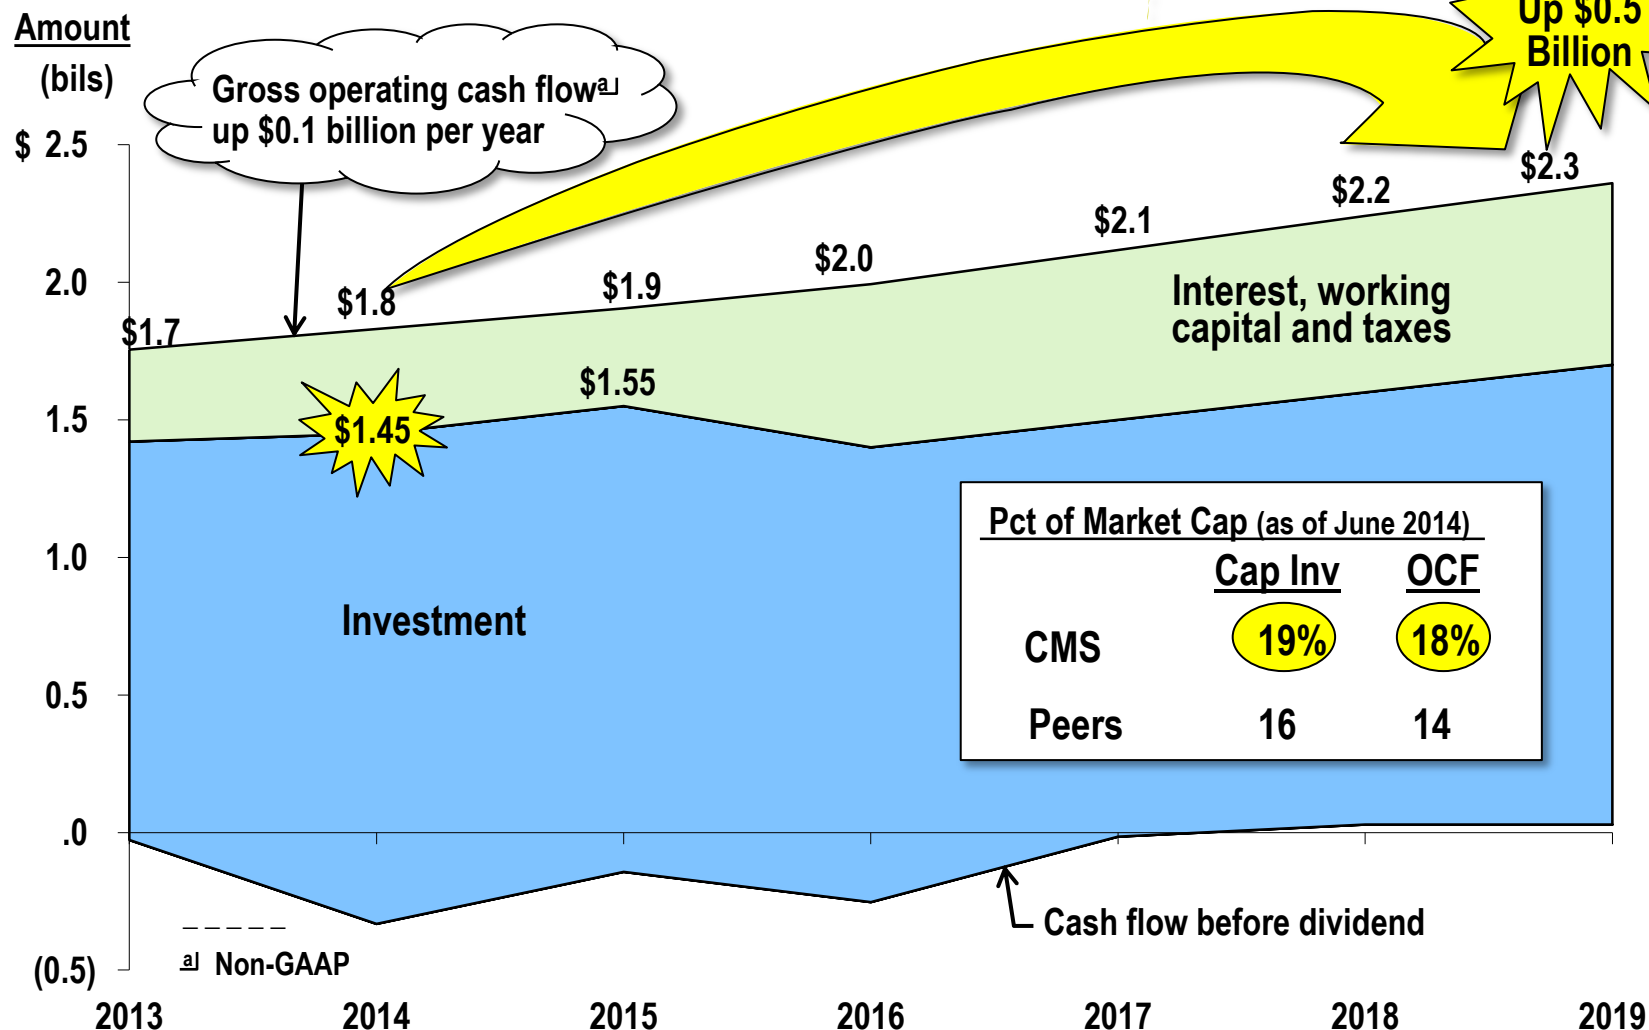 Amount
(bils)
Up $0.5
Billion
Gross operating cash flow a
up $0.1 billion per year
$ 2.5
2.0
1.5
1.0
0.5
.0
(0.5)
$1.7
$1.8
$1.9
$2.0
$2.1
$2.2
$2.3
Interest, working
capital and taxes
$1.45
$1.55
Investment
Pct of Market Cap (as of June 2014)
Cap Inv OCF
CMS 19% 18%
Peers 16 14
Cash flow before dividend
a Non-GAAP
2013 2014 2015 2016 2017 2018 2019